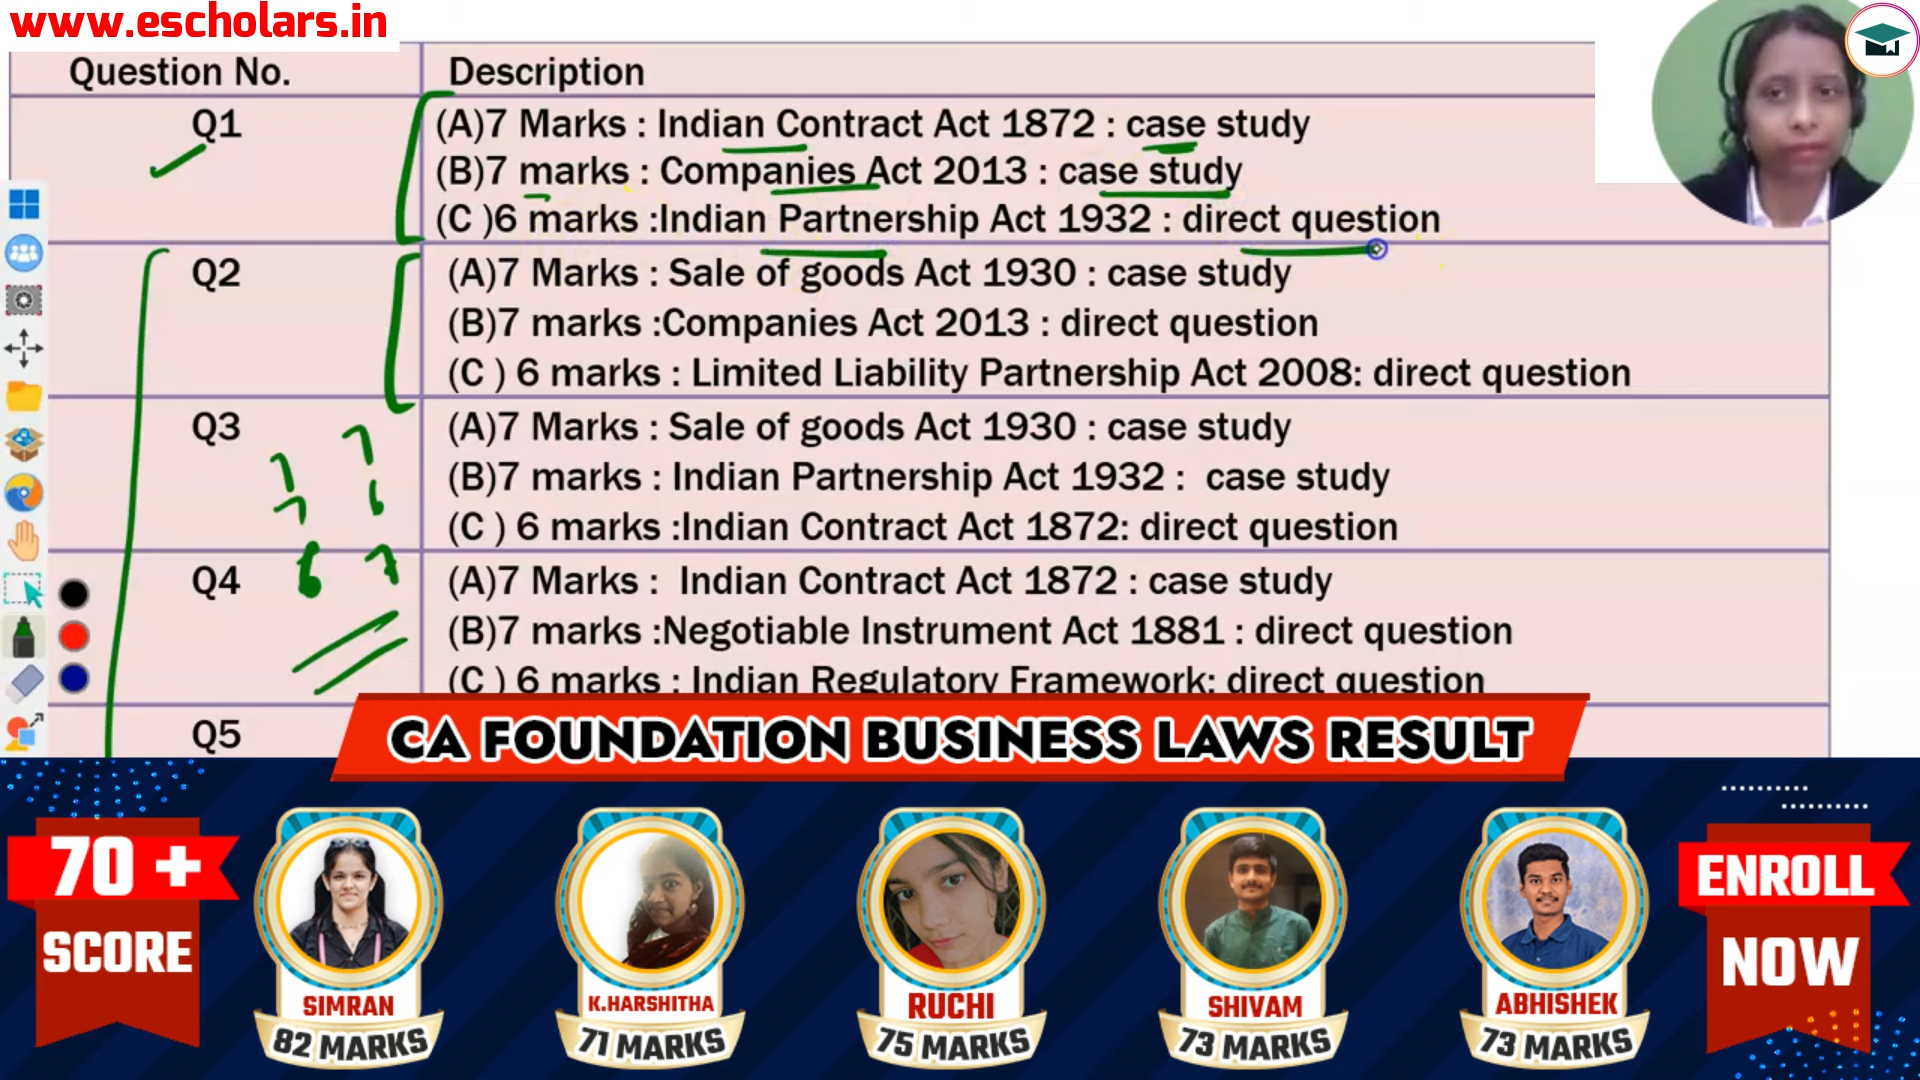 www.escholars.in
Question No. Description
Q1
(A)7 Marks : Indian Contract Act 1872 : case study
(B)7 marks : Companies Act 2013 : case study
(C )6 marks :Indian Partnership Act 1932 : direct question
Q2
(A)7 Marks : Sale of goods Act 1930 : case study
(B)7 marks :Companies Act 2013 : direct question
(C ) 6 marks : Limited Liability Partnership Act 2008: direct question
Q3
(A)7 Marks : Sale of goods Act 1930 : case study
(B)7 marks : Indian Partnership Act 1932 : case study
(C ) 6 marks :Indian Contract Act 1872: direct question
7 7
7 6
6 7
Q4
(A)7 Marks : Indian Contract Act 1872 : case study
(B)7 marks :Negotiable Instrument Act 1881 : direct question
(C ) 6 marks : Indian Regulatory Framework: direct question
Q5
CA FOUNDATION BUSINESS LAWS RESULT
70 +
SCORE
SIMRAN
82 MARKS
K.HARSHITHA
71 MARKS
RUCHI
75 MARKS
SHIVAM
73 MARKS
ABHISHEK
73 MARKS
ENROLL
NOW